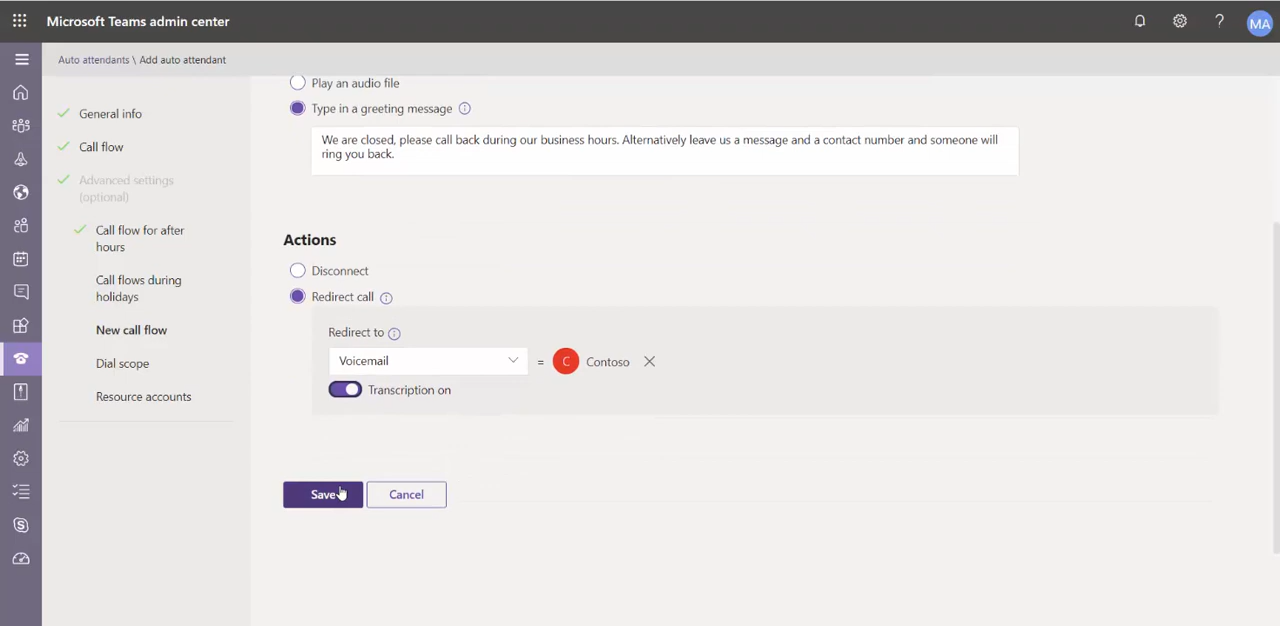 Microsoft Teams admin center
?
MA
Auto attendants \ Add auto attendant
General info
Call flow
Advanced settings
(optional)
Call flow for after
hours
Call flows during
holidays
New call flow
Dial scope
Resource accounts
Play an audio file
Type in a greeting message
We are closed, please call back during our business hours. Alternatively leave us a message and a contact number and someone will
ring you back.
Actions
Disconnect
Redirect call
Redirect to
Voicemail
= C Contoso
Transcription on
Save
Cancel